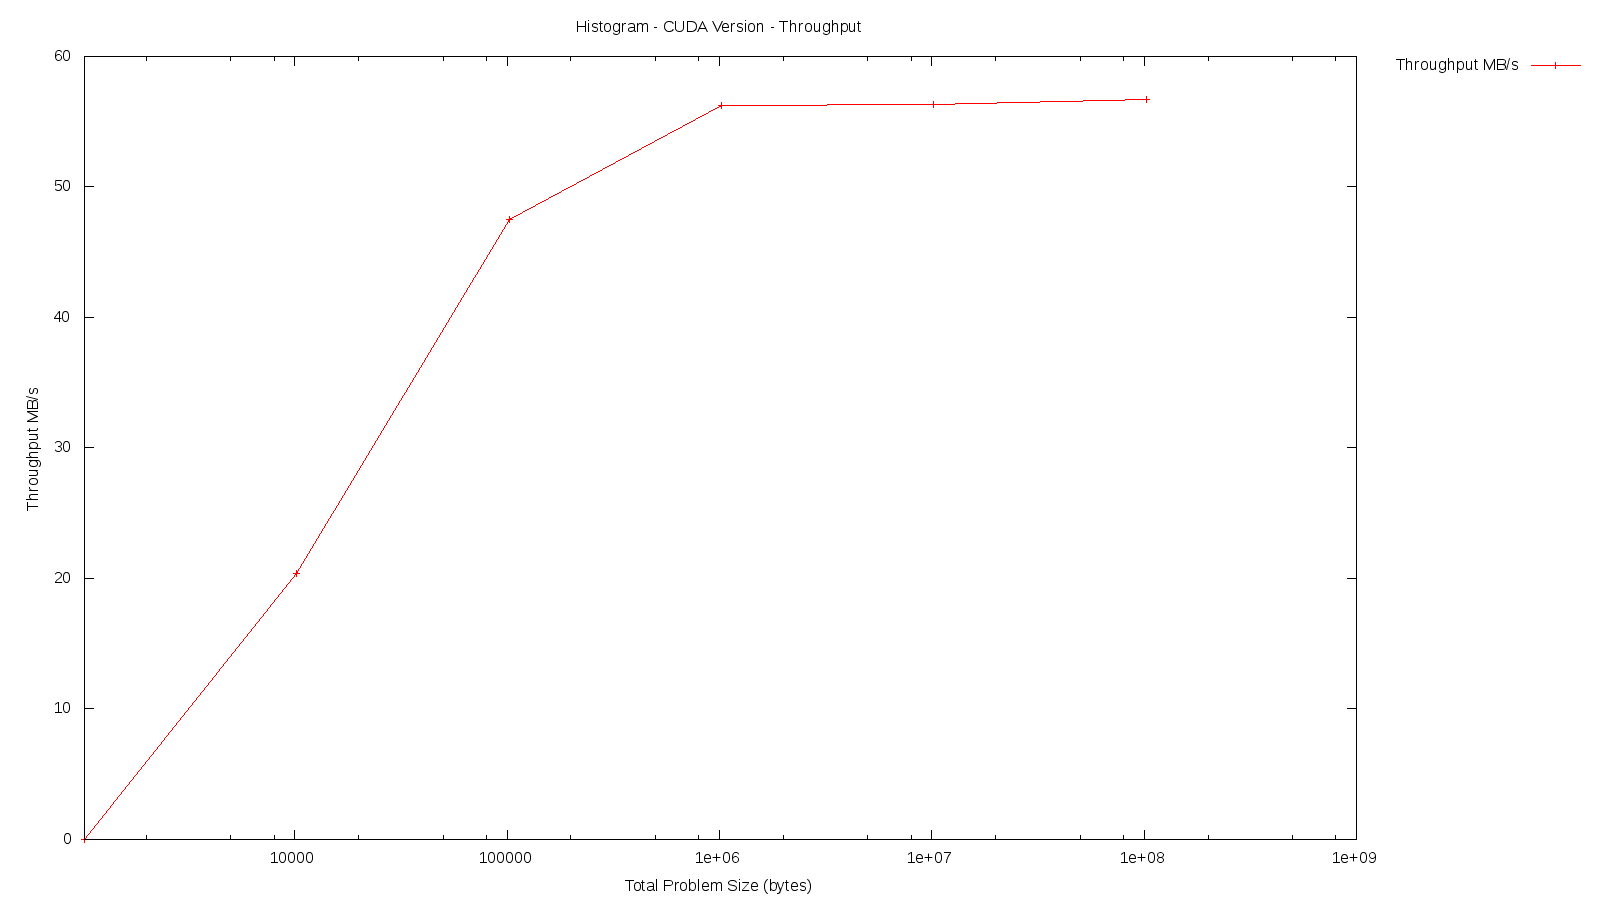 Histogram - CUDA Version - Throughput
Throughput MB/s
60
50
40
30
20
10
0
Throughput MB/s
10000 100000 1e+06 1e+07 1e+08 1e+09
Total Problem Size (bytes)